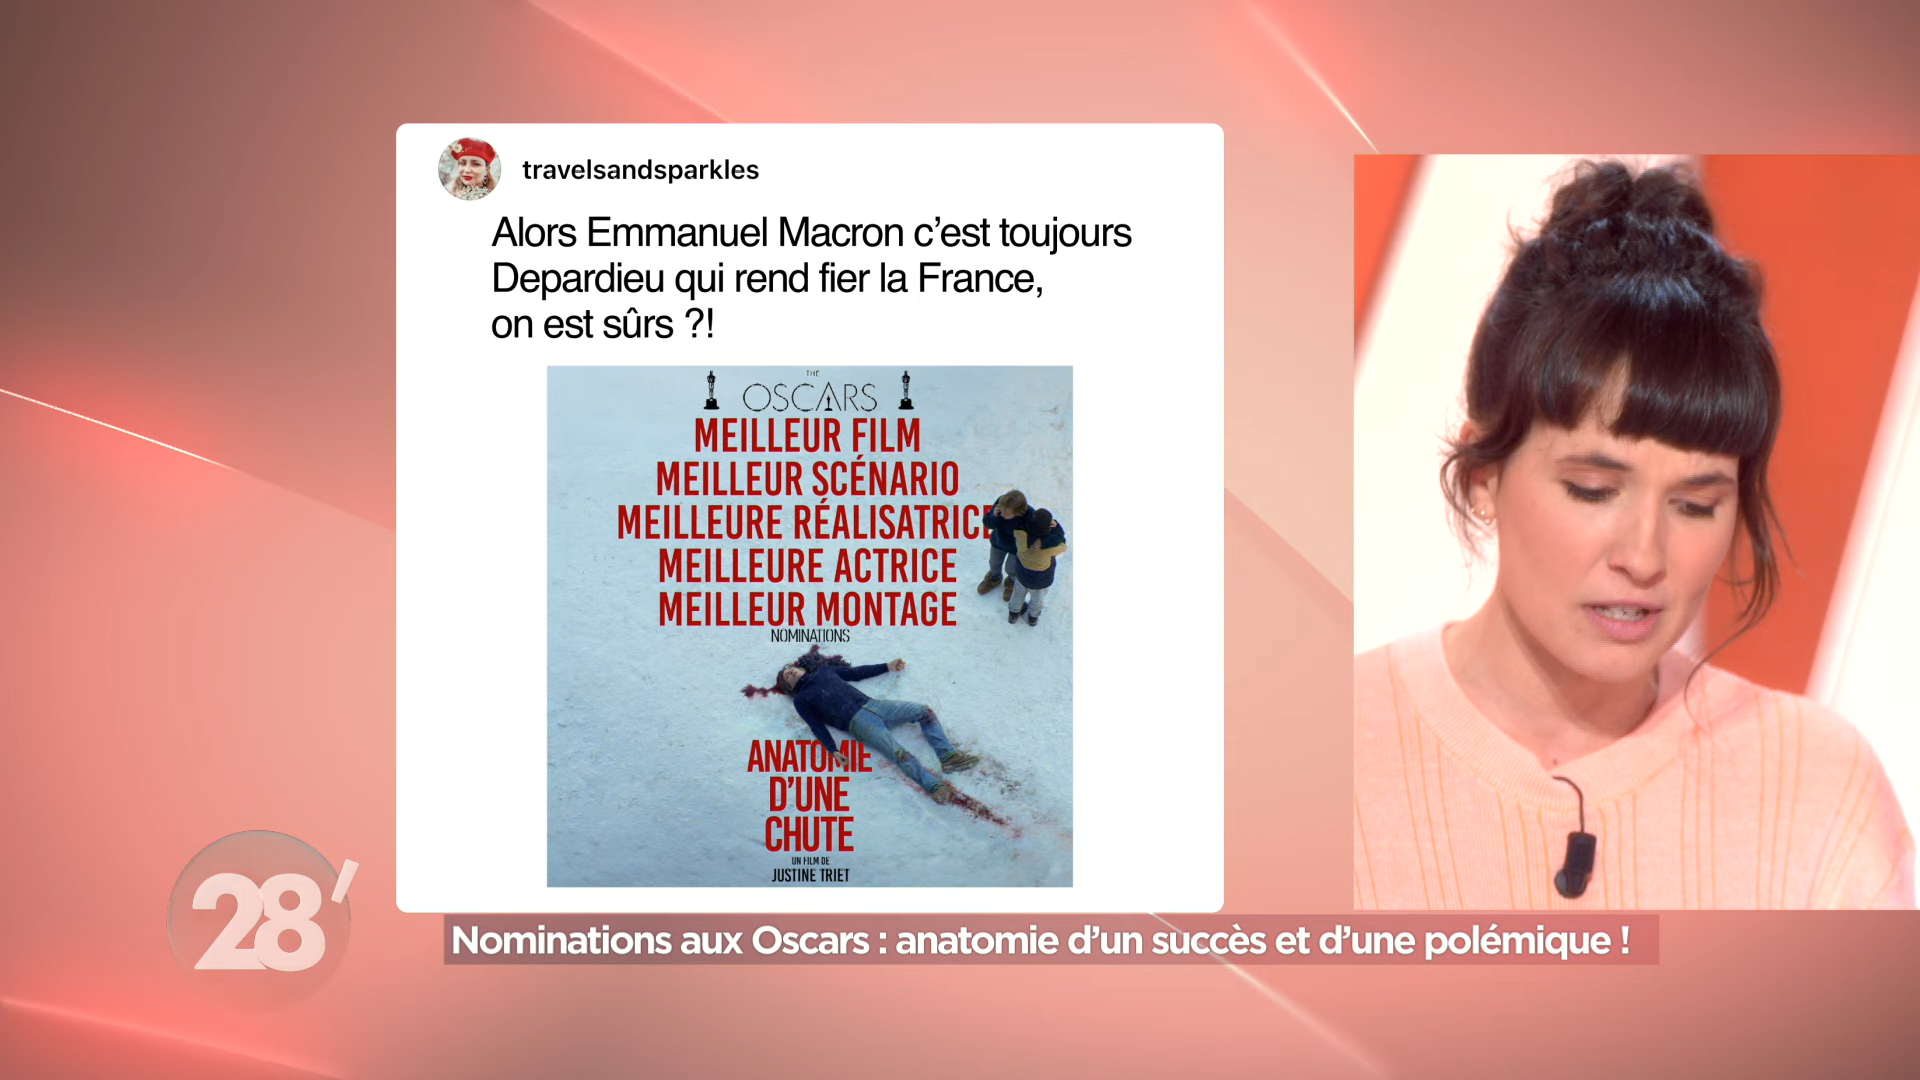 travelsandsparkles
Alors Emmanuel Macron c’est toujours
Depardieu qui rend fier la France,
on est sûrs ?!
THE
OSCARS
MEILLEUR FILM
MEILLEUR SCÉNARIO
MEILLEURE RÉALISATRICE
MEILLEURE ACTRICE
MEILLEUR MONTAGE
NOMINATIONS
ANATOMIE
D’UNE
CHUTE
UN FILM DE
JUSTINE TRIET
28′
Nominations aux Oscars : anatomie d’un succès et d’une polémique !